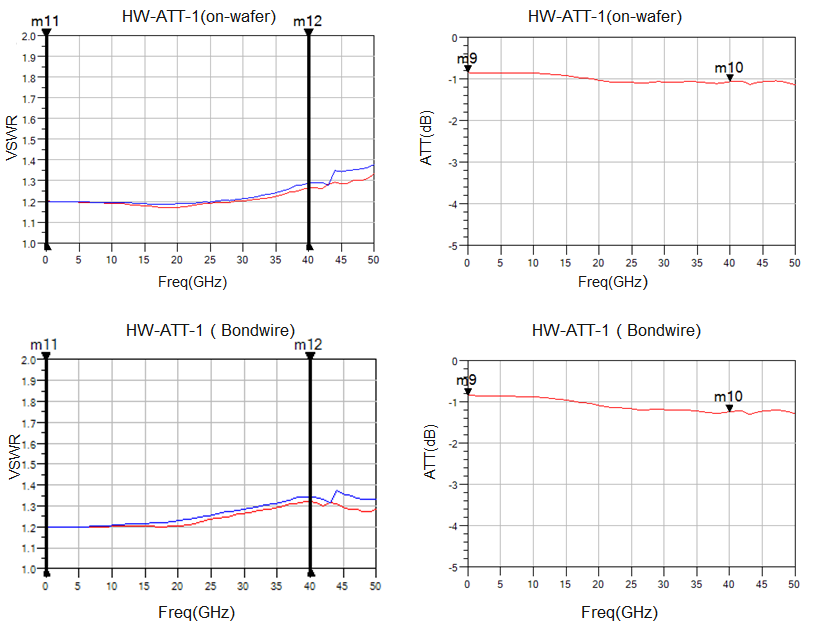 HW-ATT-1(on-wafer)
m11
m12
VSWR
2.0
1.9
1.8
1.7
1.6
1.5
1.4
1.3
1.2
1.1
1.0
0 5 10 15 20 25 30 35 40 45 50
Freq(GHz)
HW-ATT-1(on-wafer)
m9
m10
ATT(dB)
0
-1
-2
-3
-4
-5
0 5 10 15 20 25 30 35 40 45 50
Freq(GHz)
HW-ATT-1 ( Bondwire)
m11
m12
VSWR
2.0
1.9
1.8
1.7
1.6
1.5
1.4
1.3
1.2
1.1
1.0
0 5 10 15 20 25 30 35 40 45 50
Freq(GHz)
HW-ATT-1 ( Bondwire)
m9
m10
ATT(dB)
0
-1
-2
-3
-4
-5
0 5 10 15 20 25 30 35 40 45 50
Freq(GHz)